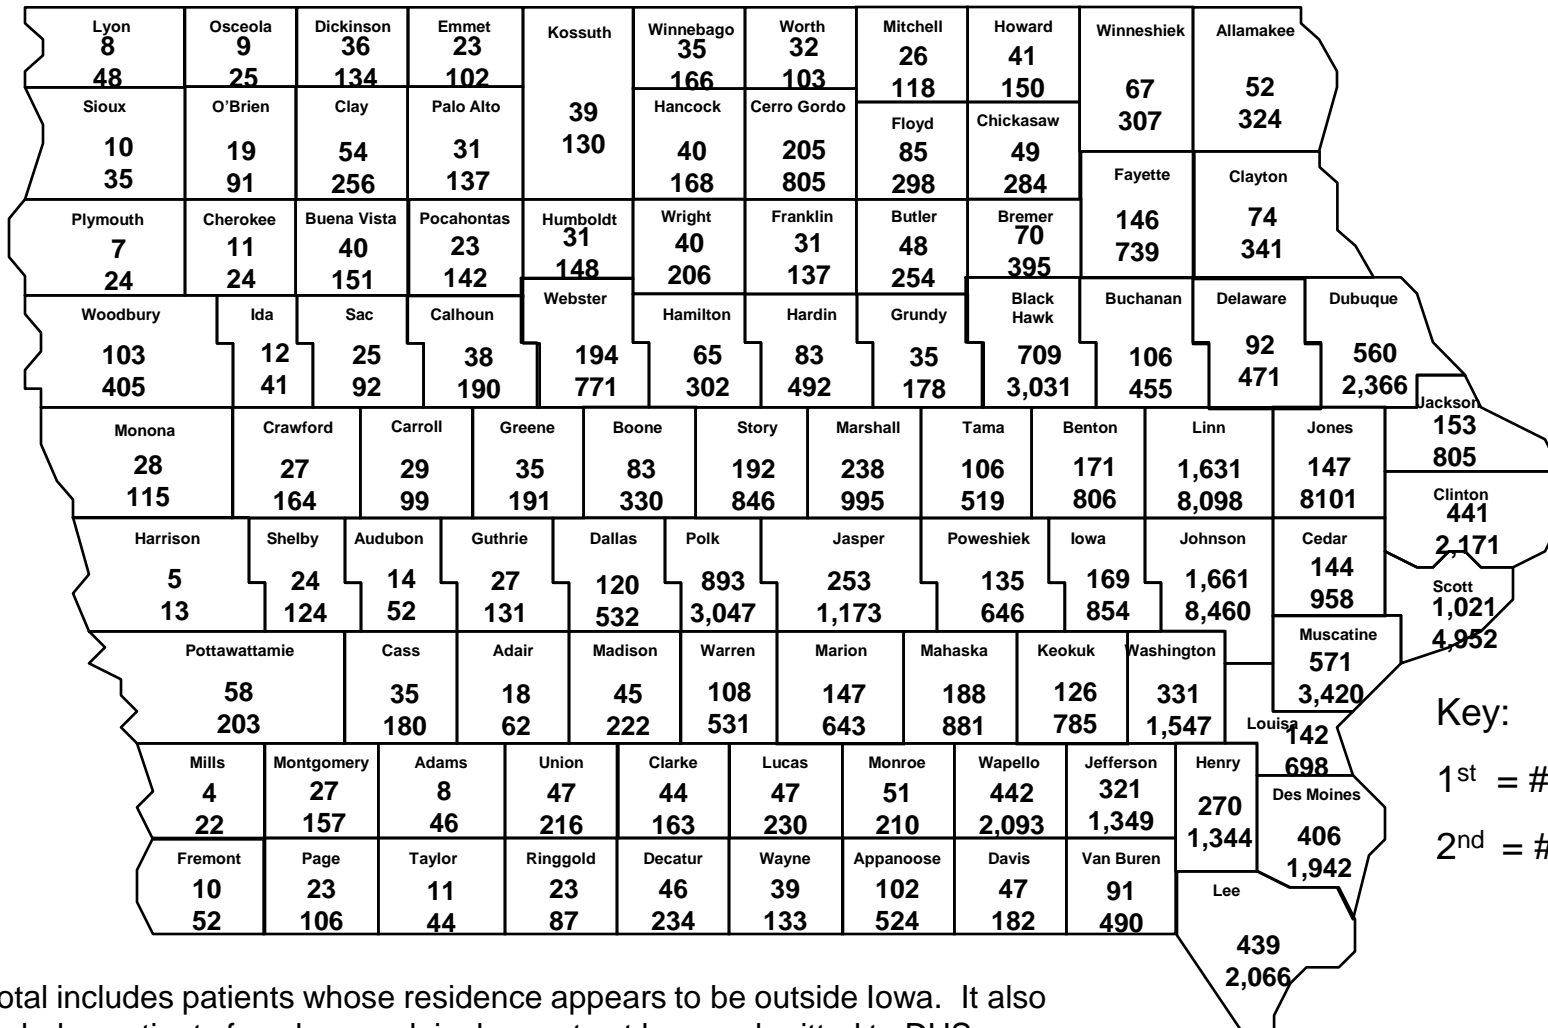 Lyon
8
48
Osceola
9
25
Dickinson
36
134
Emmet
23
102
Kossuth
39
130
Winnebago
35
166
Worth
32
103
Mitchell
26
118
Howard
41
150
Winneshiek
67
307
Allamakee
52
324
Sioux
10
35
O'Brien
19
91
Clay
54
256
Palo Alto
31
137
Hancock
40
168
Cerro Gordo
205
805
Floyd
85
298
Chickasaw
49
284
Fayette
146
739
Clayton
74
341
Plymouth
7
24
Cherokee
11
24
Buena Vista
40
151
Pocahontas
23
142
Humboldt
31
148
Wright
40
206
Franklin
31
137
Butler
48
254
Bremer
70
395
Woodbury
103
405
Ida
12
41
Sac
25
92
Calhoun
38
190
Webster
194
771
Hamilton
65
302
Hardin
83
492
Grundy
35
178
Black
Hawk
709
3,031
Buchanan
106
455
Delaware
92
471
Dubuque
560
2,366
Monona
28
115
Crawford
27
164
Carroll
29
99
Greene
35
191
Boone
83
330
Story
192
846
Marshall
238
995
Tama
106
519
Benton
171
806
Linn
1,631
8,098
Jones
147
8101
Jackson
153
805
Clinton
441
2,171
Harrison
5
13
Shelby
24
124
Audubon
14
52
Guthrie
27
131
Dallas
120
532
Polk
893
3,047
Jasper
253
1,173
Poweshiek
135
646
Iowa
169
854
Johnson
1,661
8,460
Cedar
144
958
Scott
1,021
4,952
Pottawattamie
58
203
Cass
35
180
Adair
18
62
Madison
45
222
Warren
108
531
Marion
147
643
Mahaska
188
881
Keokuk
126
785
Washington
331
1,547
Muscatine
571
3,420
Louisa
142
698
Mills
4
22
Montgomery
27
157
Adams
8
46
Union
47
216
Clarke
44
163
Lucas
47
230
Monroe
51
210
Wapello
442
2,093
Jefferson
321
1,349
Henry
270
1,344
Des Moines
406
1,942
Fremont
10
52
Page
23
106
Taylor
11
44
Ringgold
23
87
Decatur
46
234
Wayne
39
133
Appanoose
102
524
Davis
47
182
Van Buren
91
490
Lee
439
2,066
Key:
1st = #
2nd = #
otal includes patients whose residence appears to be outside Iowa. It also